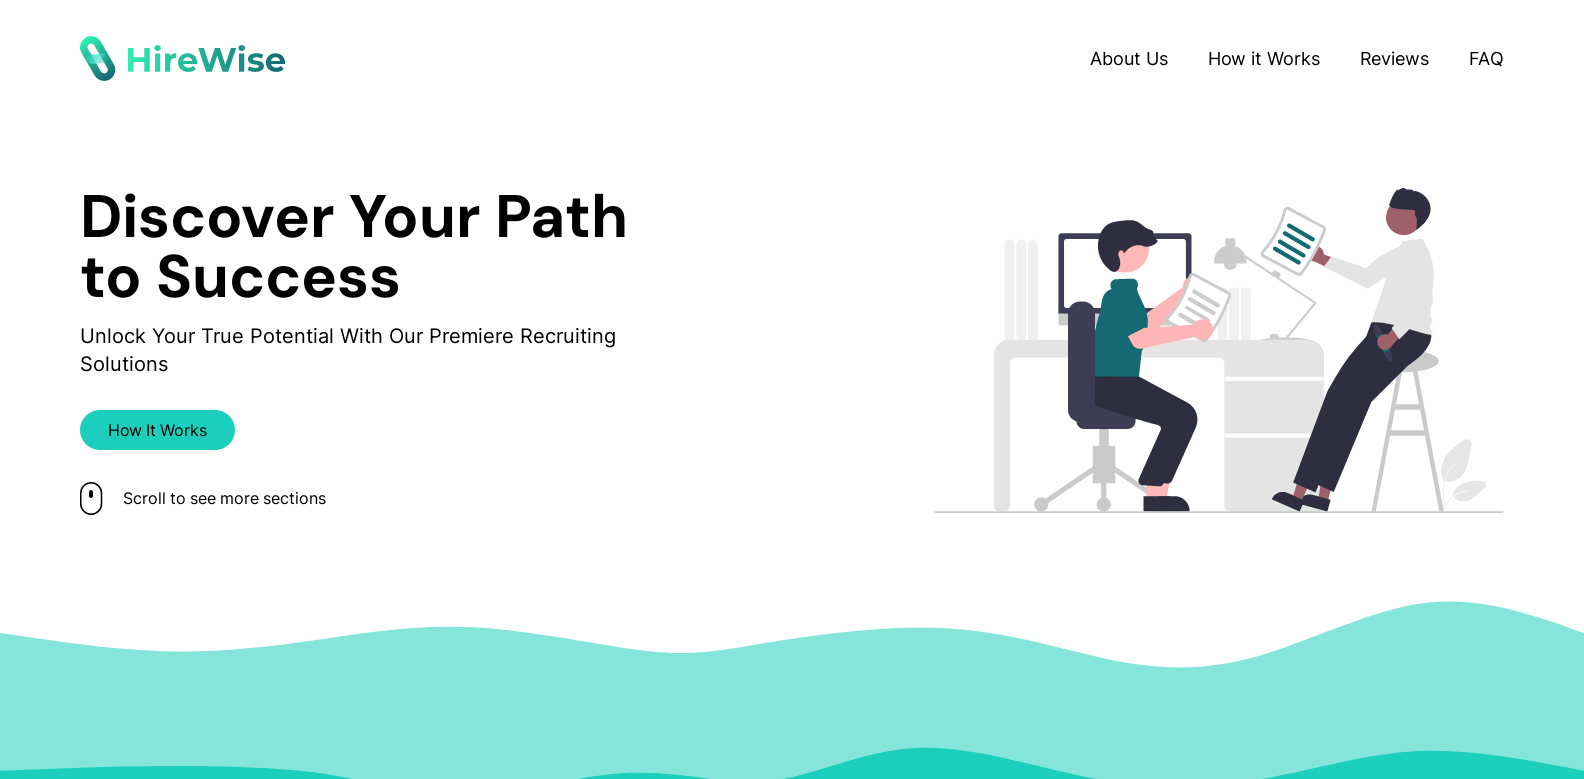 HireWise
About Us
How it Works
Reviews
FAQ
Discover Your Path
to Success
Unlock Your True Potential With Our Premiere Recruiting
Solutions
How It Works
Scroll to see more sections